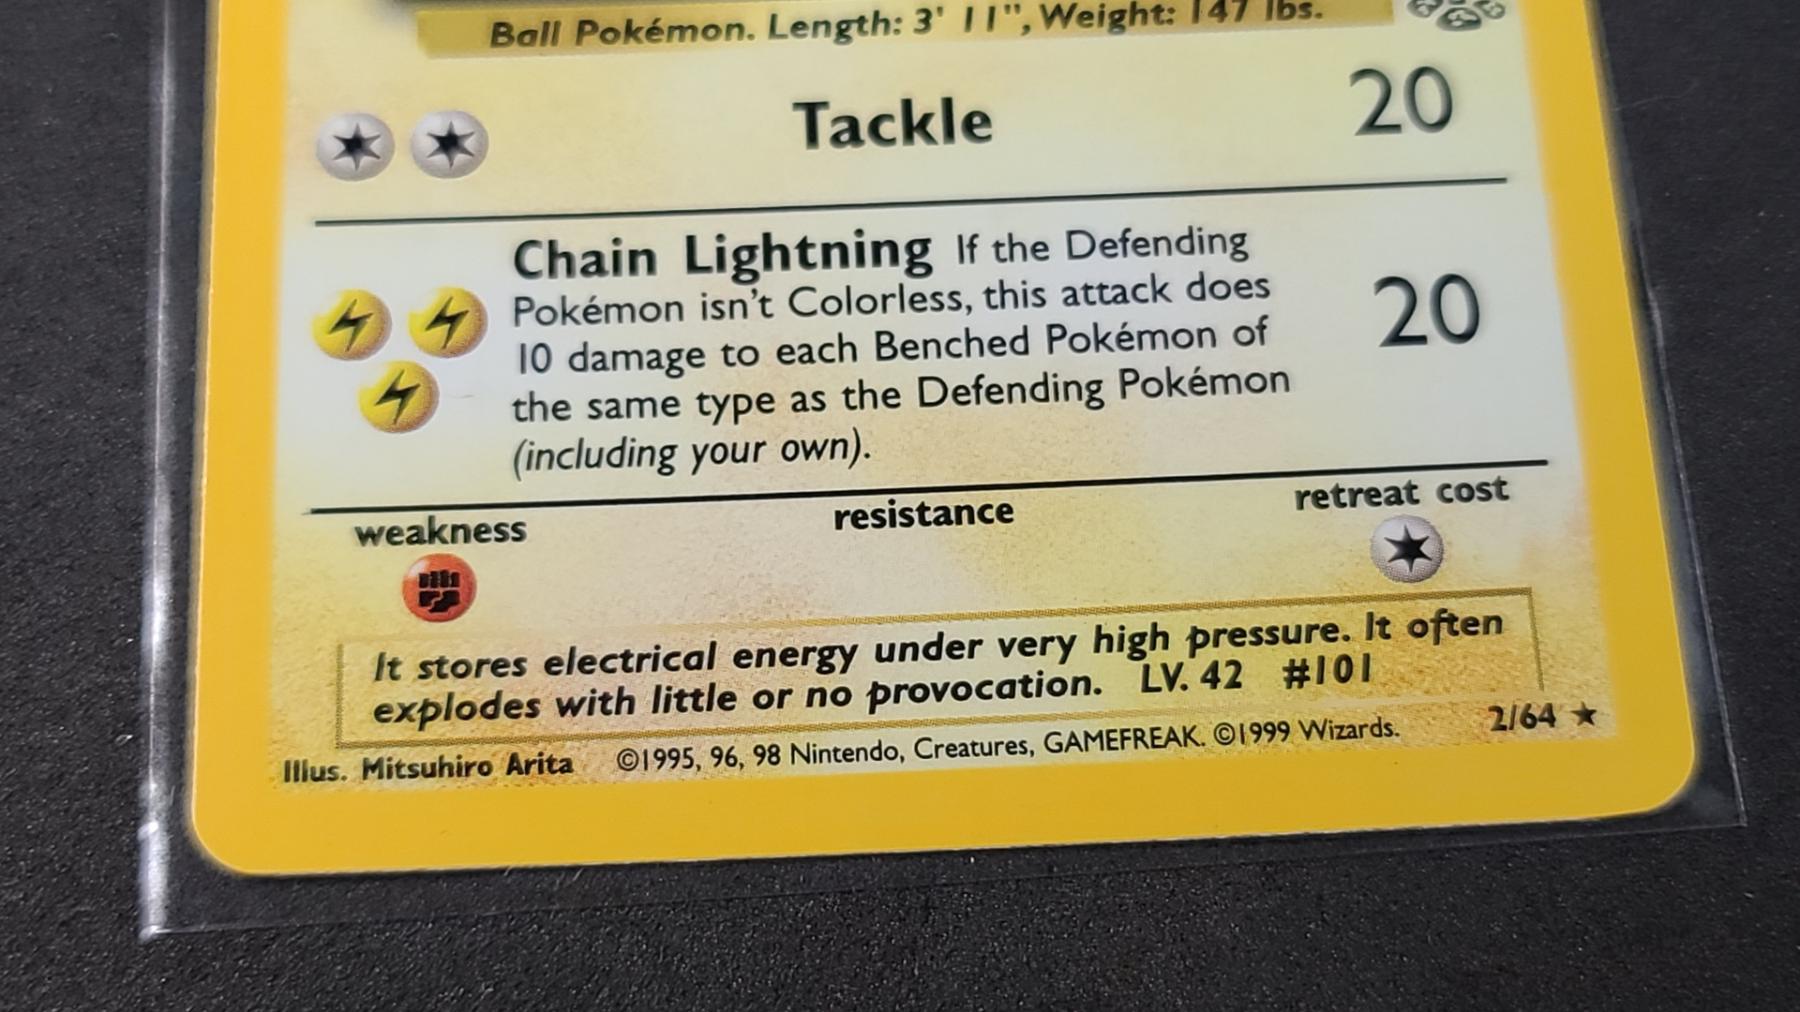 Ball Pokémon. Length: 3' 11", Weight: 147 lbs.
Tackle 20
Chain Lightning If the Defending
Pokémon isn't Colorless, this attack does
10 damage to each Benched Pokémon of
the same type as the Defending Pokémon
(including your own).
20
weakness resistance retreat cost
It stores electrical energy under very high pressure. It often
explodes with little or no provocation. LV. 42 #101
Illus. Mitsuhiro Arita ©1995, 96, 98 Nintendo, Creatures, GAMEFREAK. ©1999 Wizards. 2/64 ★